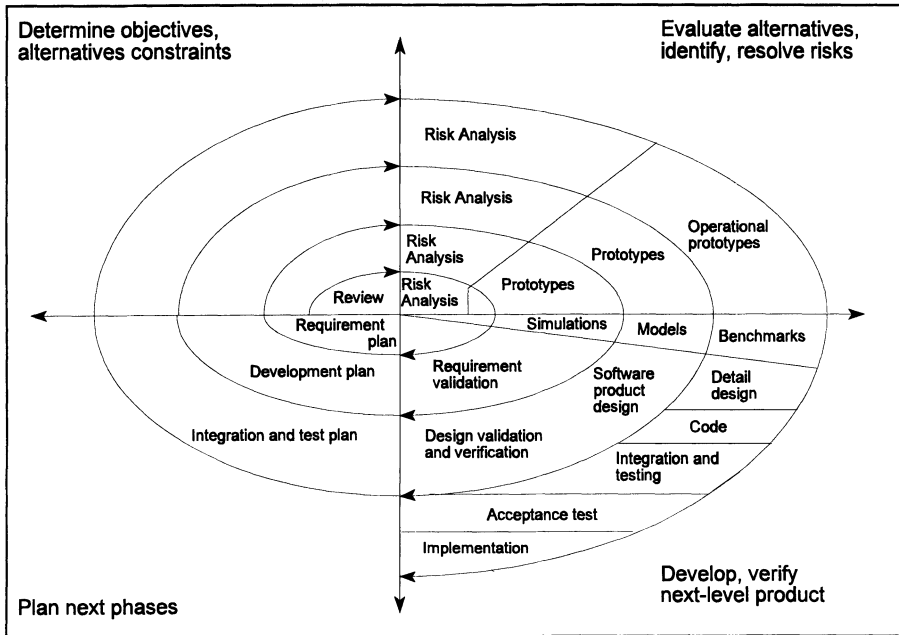 Determine objectives,
alternatives constraints
Evaluate alternatives,
identify, resolve risks
Risk Analysis
Risk Analysis
Operational
prototypes
Risk
Analysis
Prototypes
Review
Risk
Analysis
Prototypes
Requirement
plan
Simulations
Models
Benchmarks
Development plan
Requirement
validation
Software
product
design
Detail
design
Code
Integration and test plan
Design validation
and verification
Integration and
testing
Acceptance test
Implementation
Plan next phases
Develop, verify
next-level product